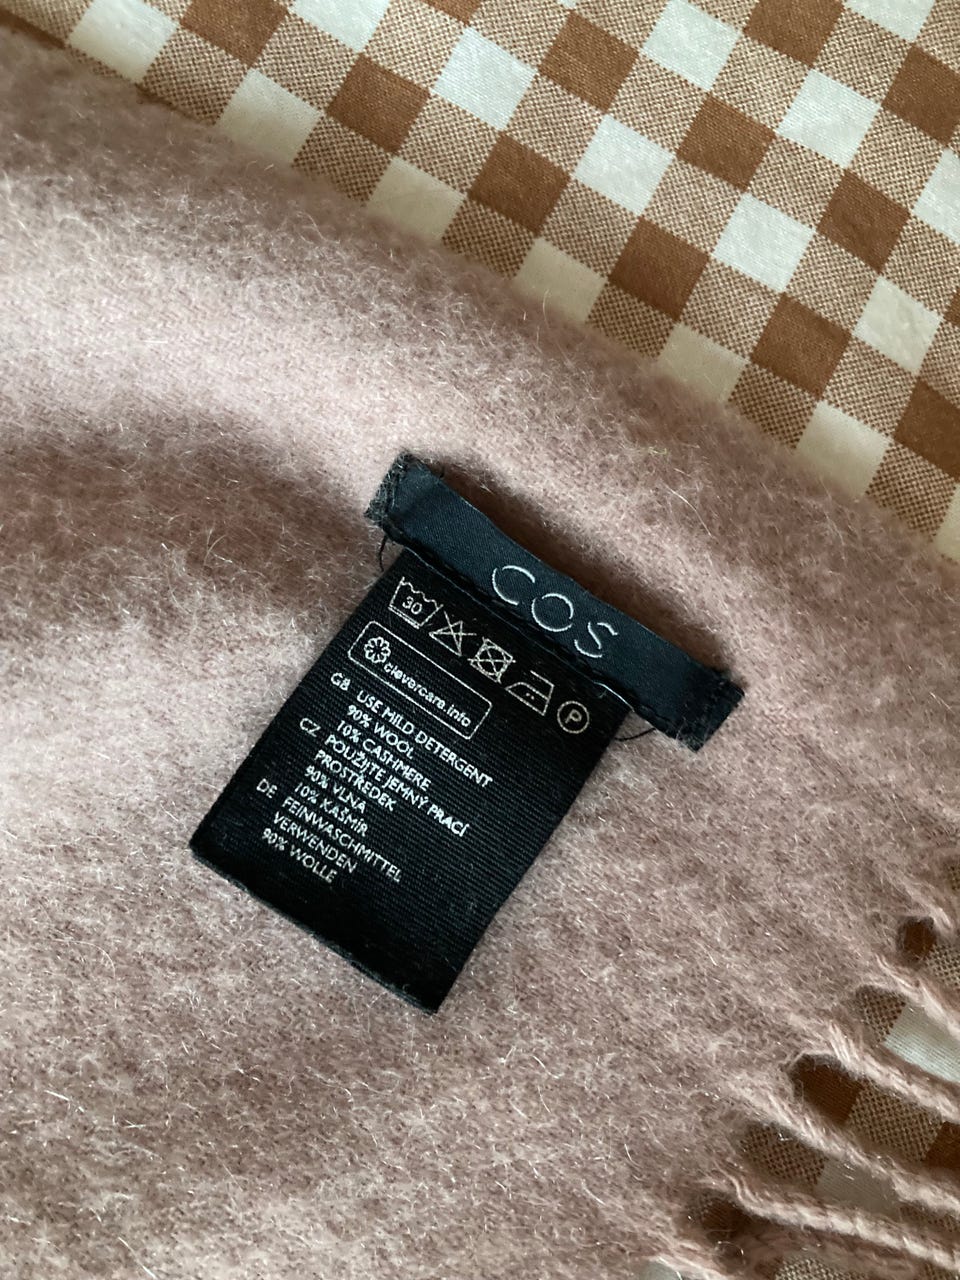 COS
30
P
clevercare.info
GB USE MILD DETERGENT
90% WOOL
10% CASHMERE
CZ POUŽIJTE JEMNÝ PRACÍ
PROSTŘEDEK
90% VLNA
10% KAŠMÍR
DE FEINWASCHMITTEL
VERWENDEN
90% WOLLE